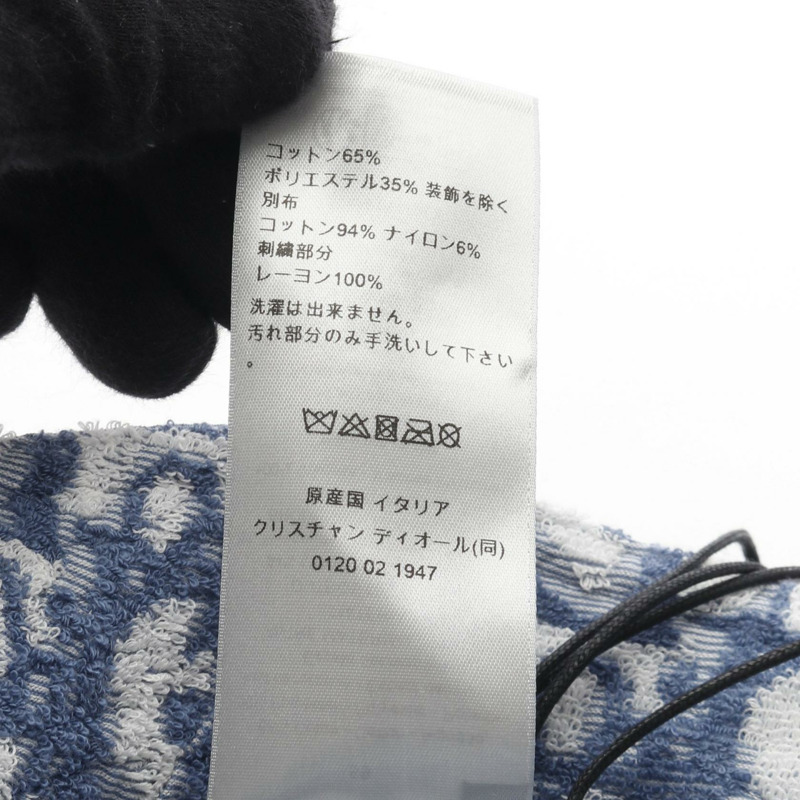 コットン65%
ポリエステル35% 装飾を除く
別布
コットン94% ナイロン6%
刺繍部分
レーヨン100%
洗濯は出来ません。
汚れ部分のみ手洗いして下さい
。
原産国 イタリア
クリスチャン ディオール(同)
0120 02 1947